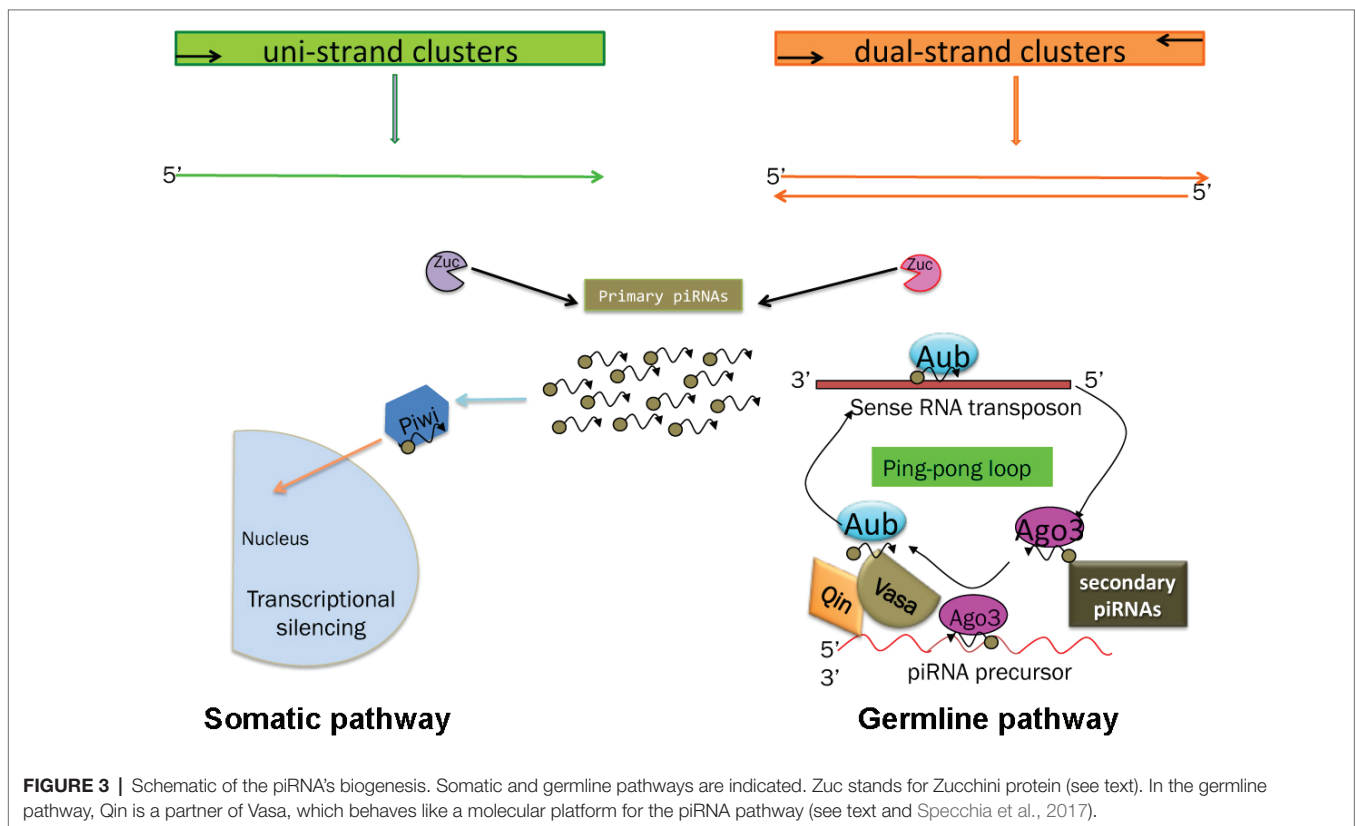 uni-strand clusters
dual-strand clusters
5’
5’
5’
Zuc
Zuc
Primary piRNAs
Aub
3’
5’
Sense RNA transposon
Piwi
Ping-pong loop
Aub
Ago3
Nucleus
Qin
Vasa
secondary
piRNAs
Transcriptional
silencing
Ago3
5’
3’
piRNA precursor
Somatic pathway
Germline pathway
FIGURE 3 | Schematic of the piRNA’s biogenesis. Somatic and germline pathways are indicated. Zuc stands for Zucchini protein (see text). In the germline
pathway, Qin is a partner of Vasa, which behaves like a molecular platform for the piRNA pathway (see text and Specchia et al., 2017).